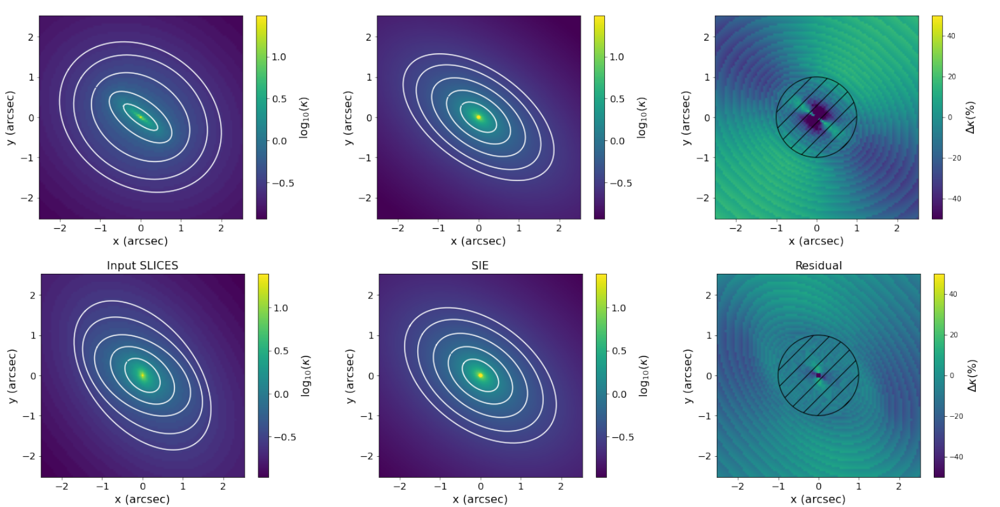 2
1
0
−1
−2
y (arcsec)
−2 −1 0 1 2
x (arcsec)
1.0
0.5
0.0
−0.5
log10(κ)
2
1
0
−1
−2
y (arcsec)
−2 −1 0 1 2
x (arcsec)
1.0
0.5
0.0
−0.5
log10(κ)
2
1
0
−1
−2
y (arcsec)
−2 −1 0 1 2
x (arcsec)
40
20
0
−20
−40
Δκ(%)
Input SLICES
2
1
0
−1
−2
y (arcsec)
−2 −1 0 1 2
x (arcsec)
1.0
0.5
0.0
−0.5
log10(κ)
SIE
2
1
0
−1
−2
y (arcsec)
−2 −1 0 1 2
x (arcsec)
1.0
0.5
0.0
−0.5
log10(κ)
Residual
2
1
0
−1
−2
y (arcsec)
−2 −1 0 1 2
x (arcsec)
40
20
0
−20
−40
Δκ(%)